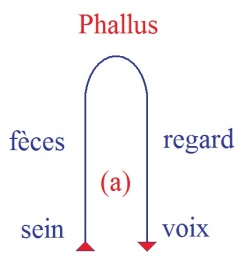 Phallus
fèces regard
(a)
sein voix